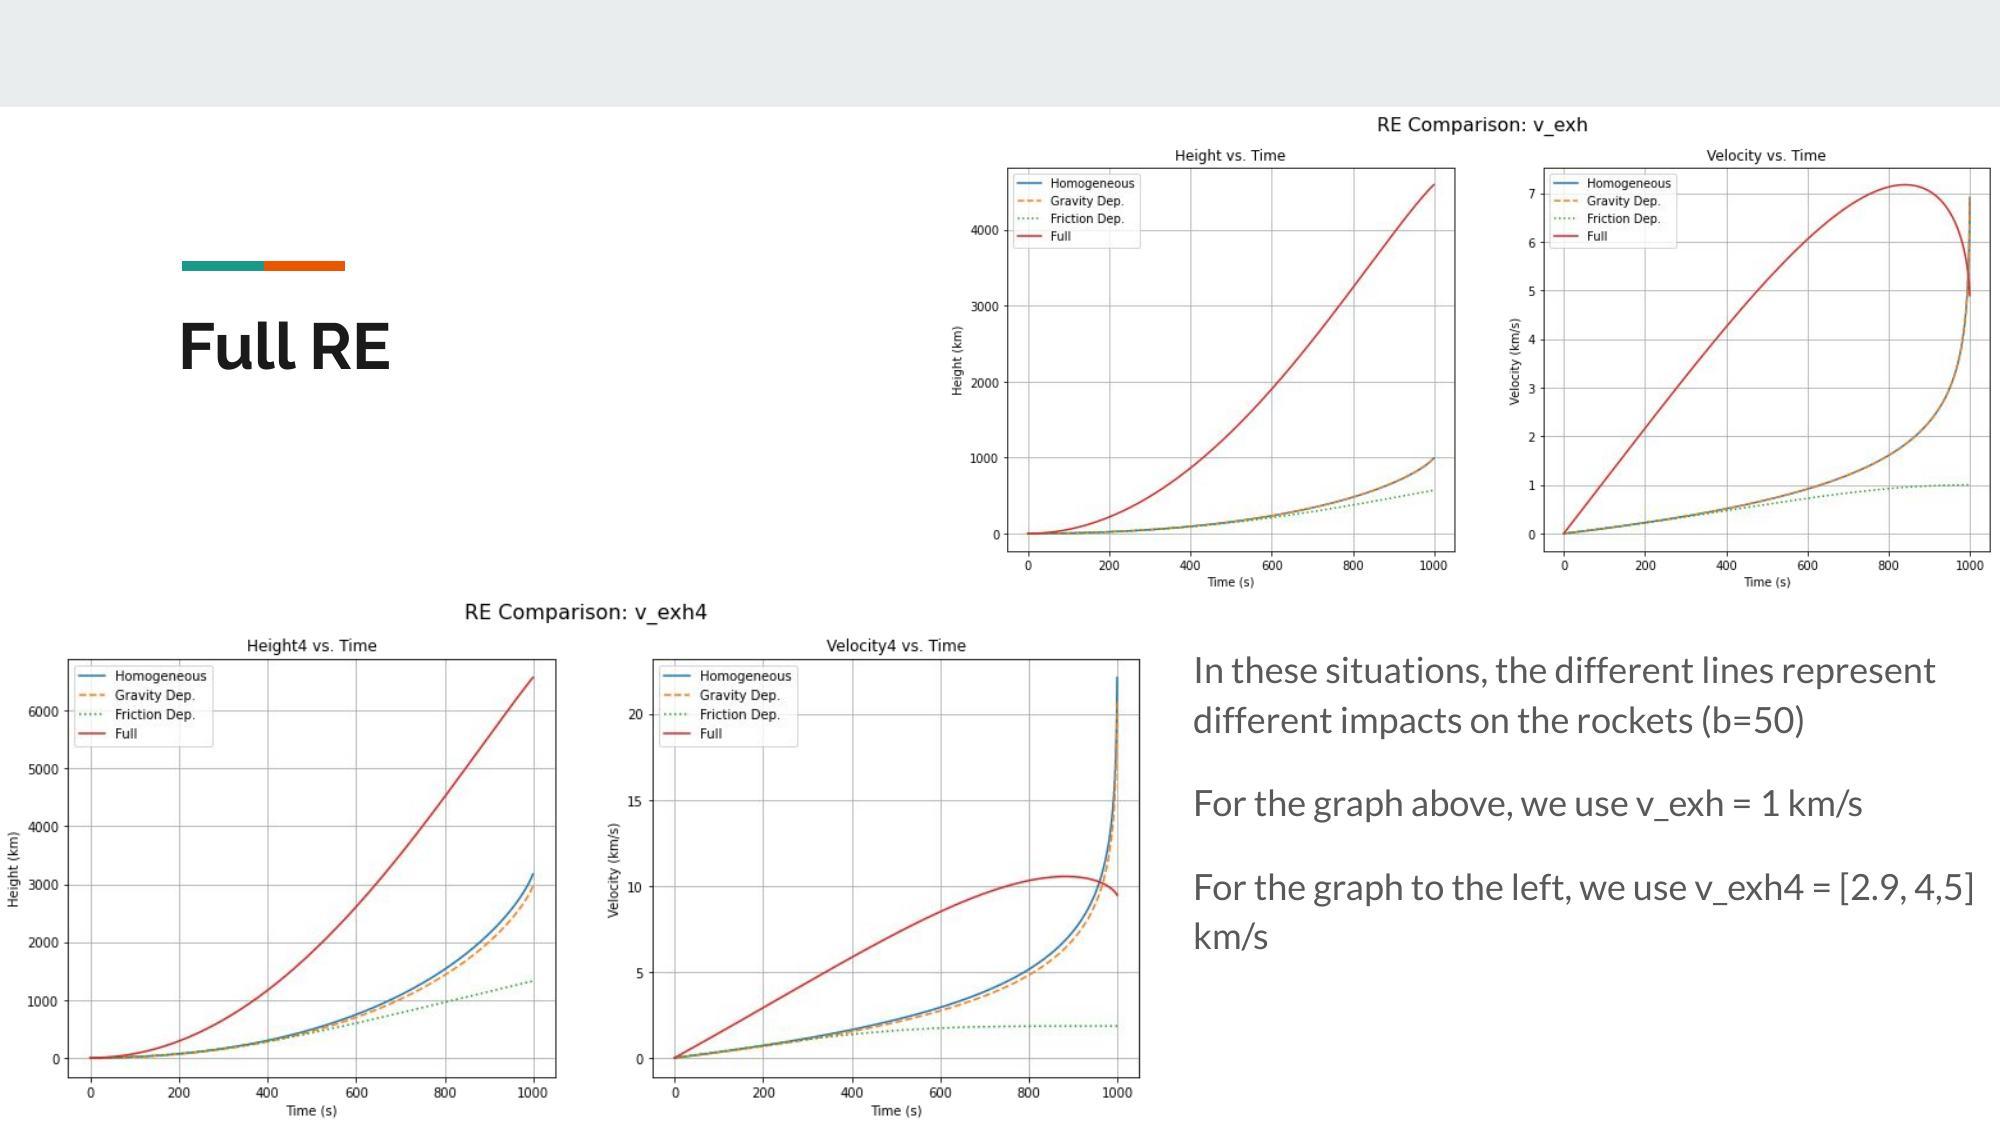 Full RE
RE Comparison: v_exh
Height vs. Time
Homogeneous
Gravity Dep.
Friction Dep.
Full
Height (km)
4000
3000
2000
1000
0
0 200 400 600 800 1000
Time (s)
Velocity vs. Time
Homogeneous
Gravity Dep.
Friction Dep.
Full
Velocity (km/s)
7
6
5
4
3
2
1
0
0 200 400 600 800 1000
Time (s)
RE Comparison: v_exh4
Height4 vs. Time
Homogeneous
Gravity Dep.
Friction Dep.
Full
Height (km)
6000
5000
4000
3000
2000
1000
0
0 200 400 600 800 1000
Time (s)
Velocity4 vs. Time
Homogeneous
Gravity Dep.
Friction Dep.
Full
Velocity (km/s)
20
15
10
5
0
0 200 400 600 800 1000
Time (s)
In these situations, the different lines represent
different impacts on the rockets (b=50)
For the graph above, we use v_exh = 1 km/s
For the graph to the left, we use v_exh4 = [2.9, 4,5]
km/s